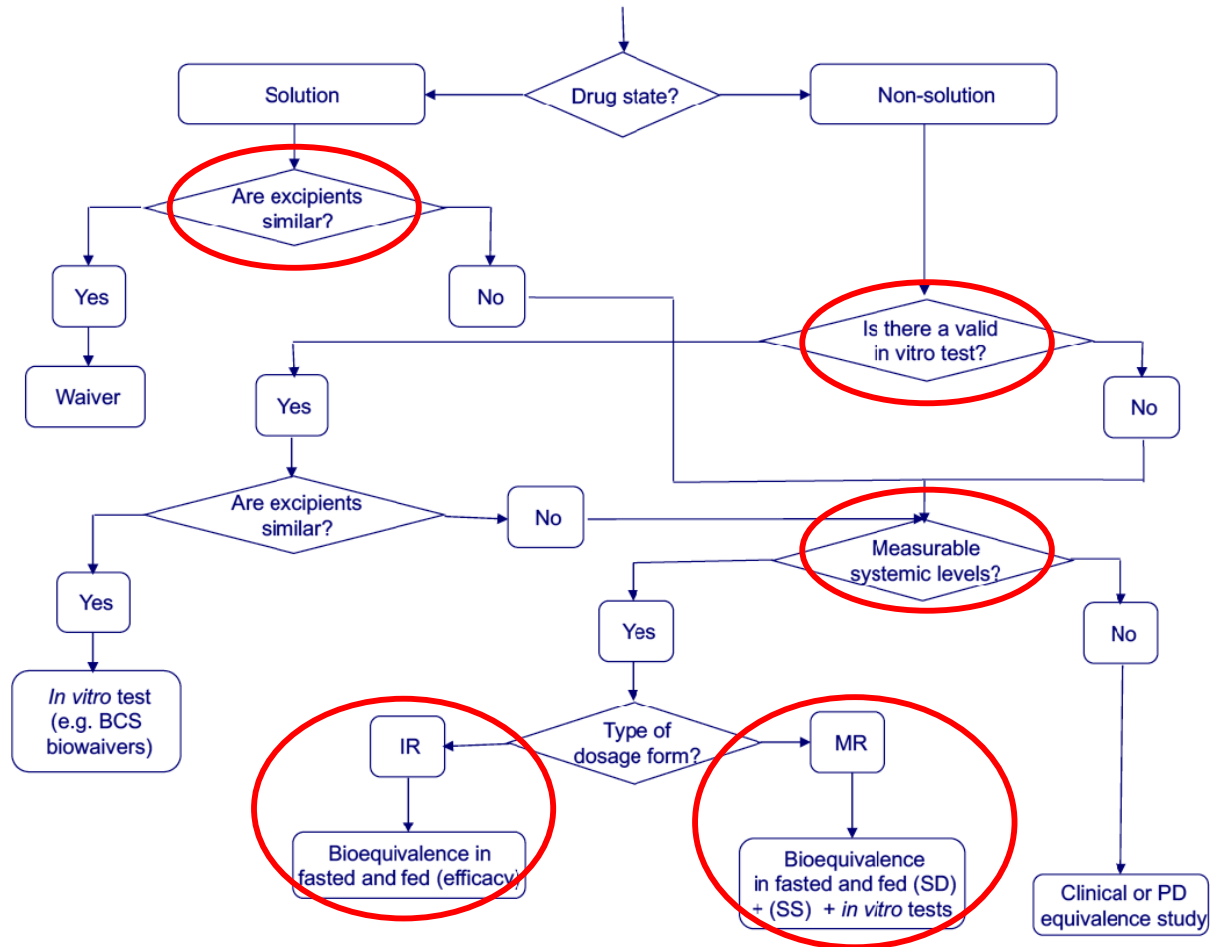 Solution
Drug state?
Non-solution
Are excipients
similar?
Yes
No
Is there a valid
in vitro test?
Waiver
Yes
No
Are excipients
similar?
No
Measurable
systemic levels?
Yes
Yes
No
In vitro test
(e.g. BCS
biowaivers)
IR
Type of
dosage form?
MR
Bioequivalence in
fasted and fed (efficacy)
Bioequivalence
in fasted and fed (SD)
+ (SS) + in vitro tests
Clinical or PD
equivalence study